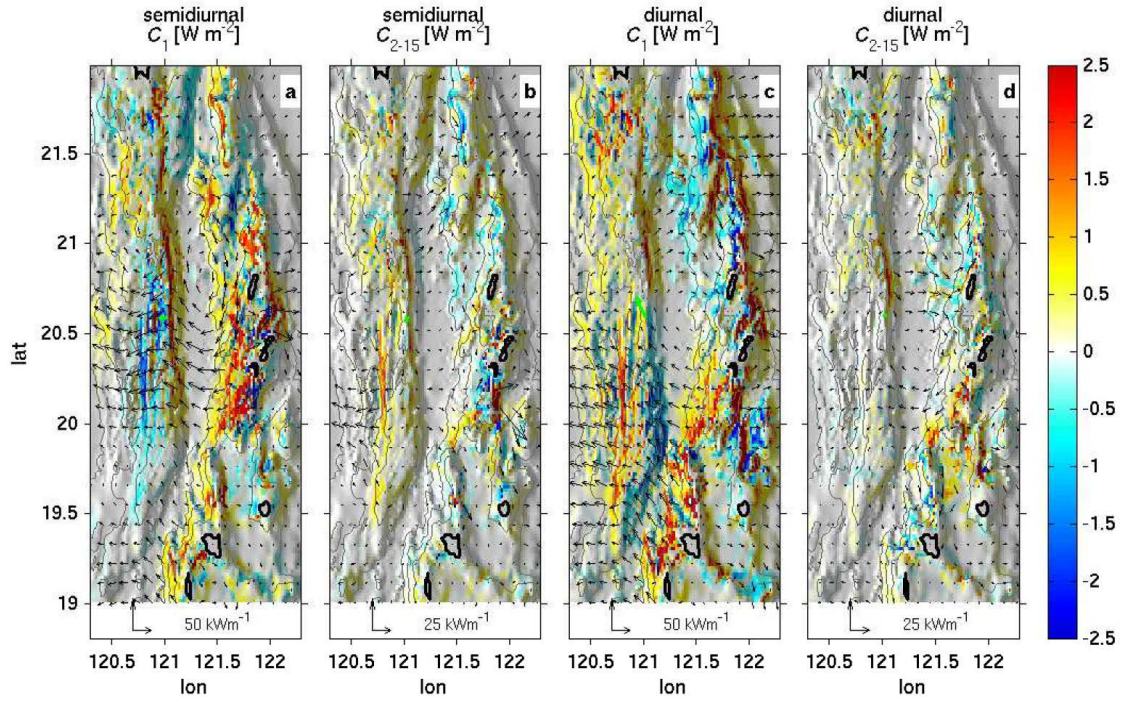 semidiurnal semidiurnal diurnal diurnal
C₁ [W m⁻²] C₂₋₁₅ [W m⁻²] C₁ [W m⁻²] C₂₋₁₅ [W m⁻²]
a b c d
2.5
2
1.5
1
0.5
0
-0.5
-1
-1.5
-2
-2.5
21.5
21
20.5
20
19.5
19
lat
50 kWm⁻¹ 25 kWm⁻¹ 50 kWm⁻¹ 25 kWm⁻¹
120.5 121 121.5 122 120.5 121 121.5 122 120.5 121 121.5 122 120.5 121 121.5 122
lon lon lon lon